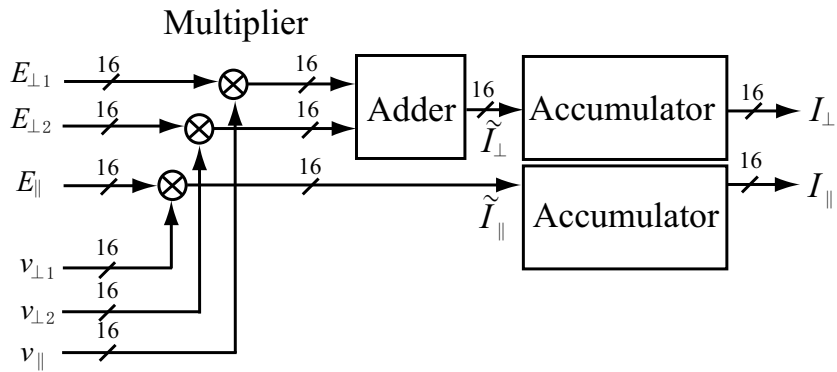 Multiplier
E⊥1 16 16
E⊥2 16 16
Adder 16 Ĩ⊥ Accumulator 16 I⊥
E∥ 16 16 Ĩ∥ Accumulator 16 I∥
v⊥1 16
v⊥2 16
v∥ 16